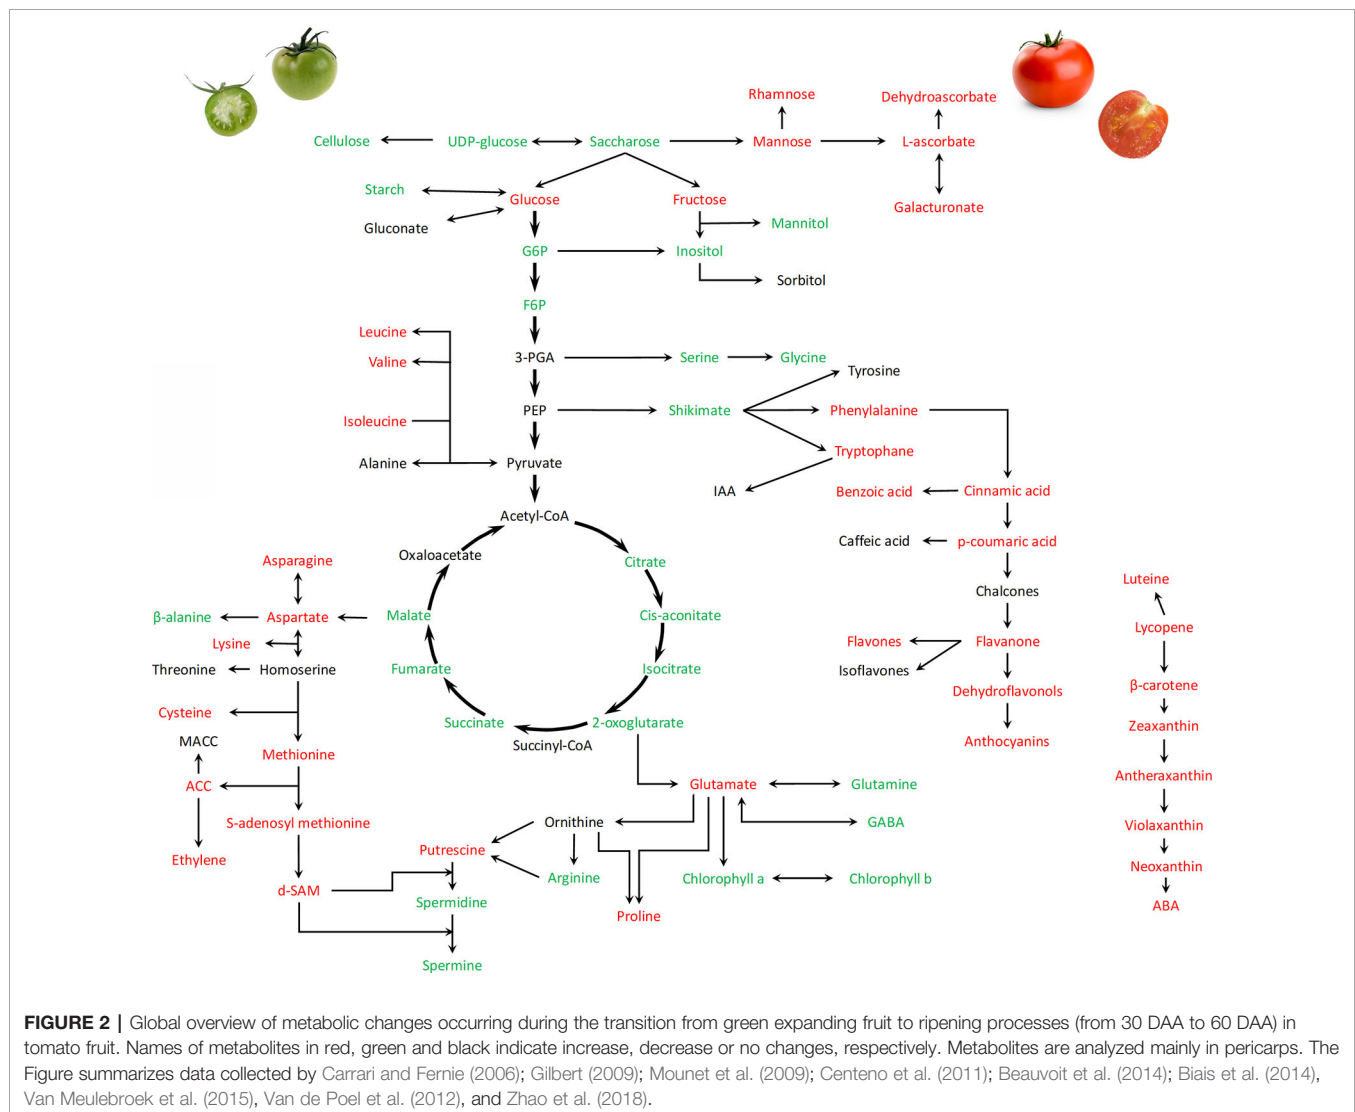 Rhamnose
Dehydroascorbate
Cellulose
UDP-glucose
Saccharose
Mannose
L-ascorbate
Starch
Glucose
Fructose
Galacturonate
Gluconate
Mannitol
G6P
Inositol
Sorbitol
F6P
Leucine
Valine
3-PGA
Serine
Glycine
Tyrosine
Isoleucine
PEP
Shikimate
Phenylalanine
Tryptophane
Alanine
Pyruvate
IAA
Benzoic acid
Cinnamic acid
Acetyl-CoA
Oxaloacetate
Citrate
Caffeic acid
p-coumaric acid
Asparagine
Luteine
Chalcones
β-alanine
Aspartate
Malate
Cis-aconitate
Lycopene
Lysine
Flavones
Flavanone
Threonine
Homoserine
Fumarate
Isocitrate
Isoflavones
β-carotene
Dehydroflavonols
Cysteine
Succinate
2-oxoglutarate
Zeaxanthin
MACC
Succinyl-CoA
Anthocyanins
Methionine
Antheraxanthin
ACC
Glutamate
Glutamine
S-adenosyl methionine
Ornithine
GABA
Violaxanthin
Ethylene
Putrescine
Neoxanthin
Arginine
Chlorophyll a
Chlorophyll b
d-SAM
Spermidine
Proline
ABA
Spermine
FIGURE 2 | Global overview of metabolic changes occurring during the transition from green expanding fruit to ripening processes (from 30 DAA to 60 DAA) in
tomato fruit. Names of metabolites in red, green and black indicate increase, decrease or no changes, respectively. Metabolites are analyzed mainly in pericarps. The
Figure summarizes data collected by Carrari and Fernie (2006); Gilbert (2009); Mounet et al. (2009); Centeno et al. (2011); Beauvoit et al. (2014); Biais et al. (2014),
Van Meulebroek et al. (2015), Van de Poel et al. (2012), and Zhao et al. (2018).